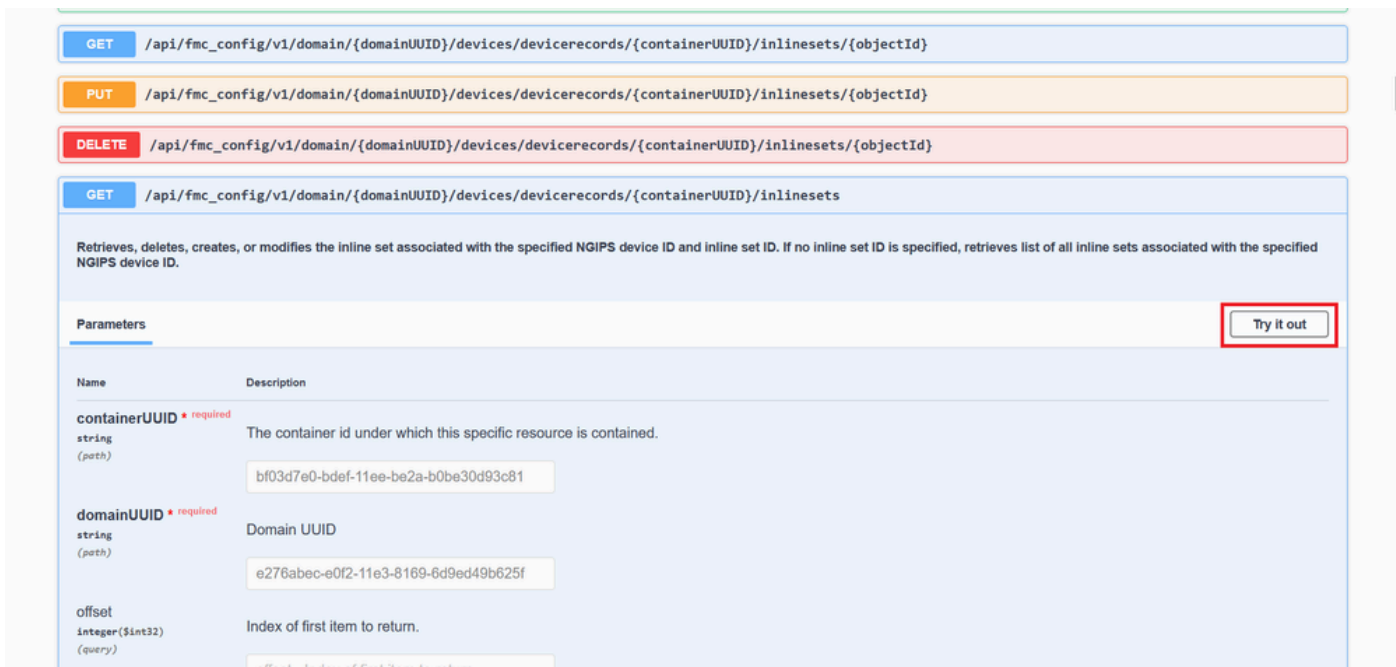 GET /api/fmc_config/v1/domain/{domainUUID}/devices/devicerecords/{containerUUID}/inlinesets/{objectId}
PUT /api/fmc_config/v1/domain/{domainUUID}/devices/devicerecords/{containerUUID}/inlinesets/{objectId}
DELETE /api/fmc_config/v1/domain/{domainUUID}/devices/devicerecords/{containerUUID}/inlinesets/{objectId}
GET /api/fmc_config/v1/domain/{domainUUID}/devices/devicerecords/{containerUUID}/inlinesets
Retrieves, deletes, creates, or modifies the inline set associated with the specified NGIPS device ID and inline set ID. If no inline set ID is specified, retrieves list of all inline sets associated with the specified
NGIPS device ID.
Parameters
Try it out
Name Description
containerUUID * required
string
(path)
The container id under which this specific resource is contained.
bf03d7e0-bdef-11ee-be2a-b0be30d93c81
domainUUID * required
string
(path)
Domain UUID
e276abec-e0f2-11e3-8169-6d9ed49b625f
offset
integer($int32)
(query)
Index of first item to return.